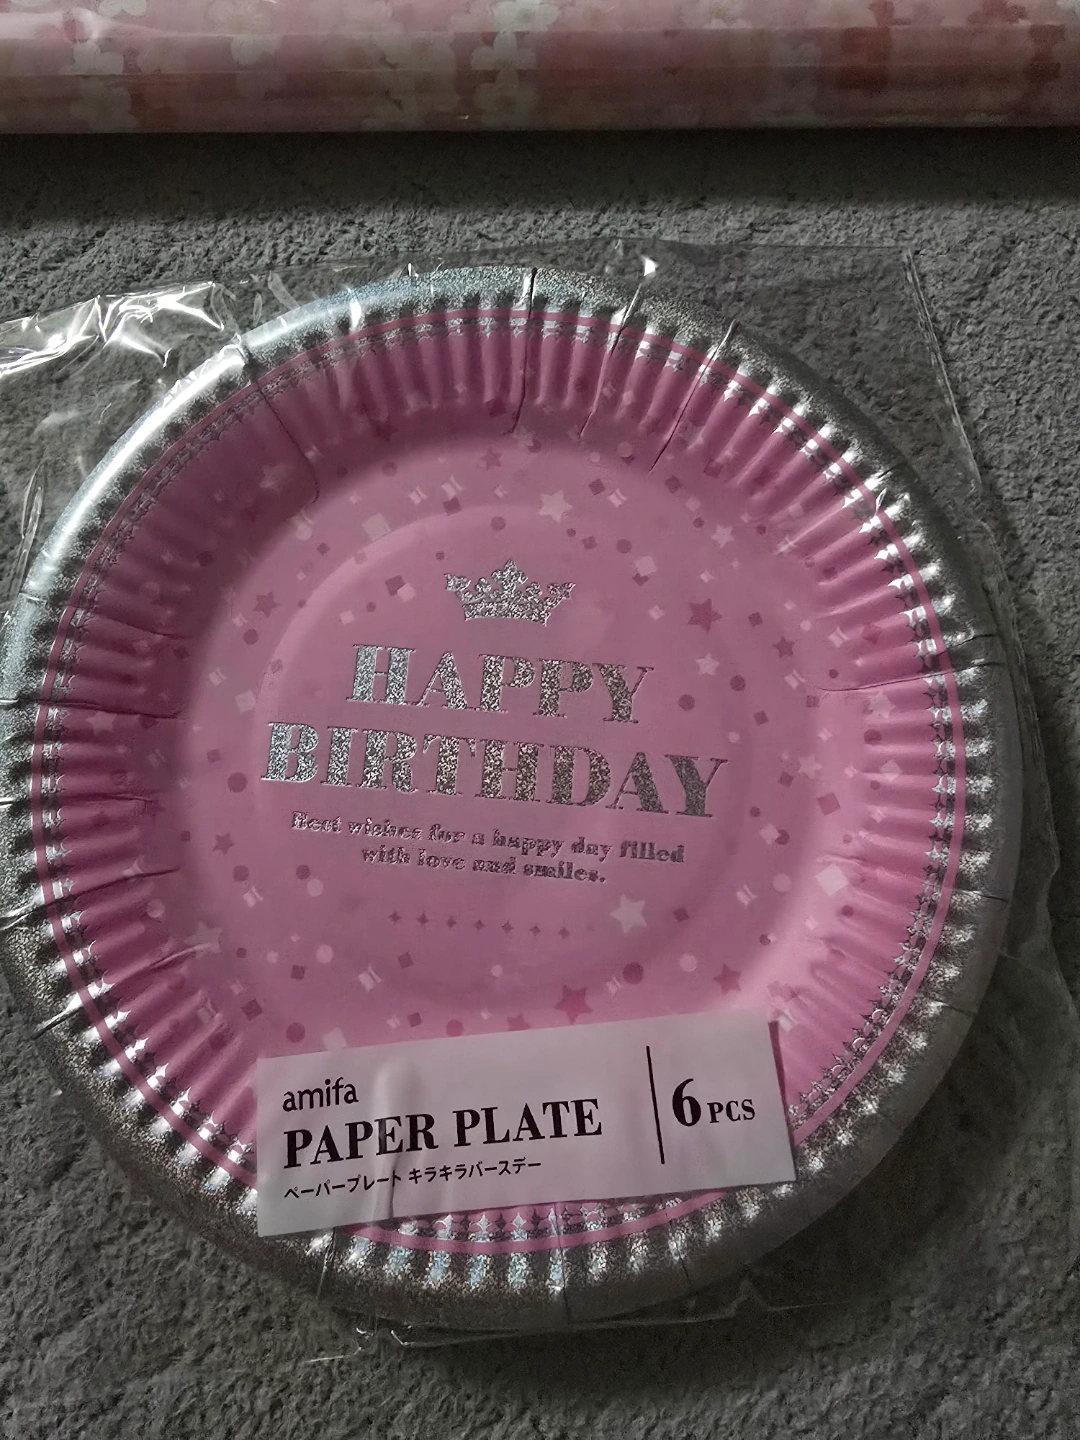 HAPPY
BIRTHDAY
Best wishes for a happy day filled
with love and smiles.
amifa
PAPER PLATE
6 PCS
ペーパープレート キラキラバースデー